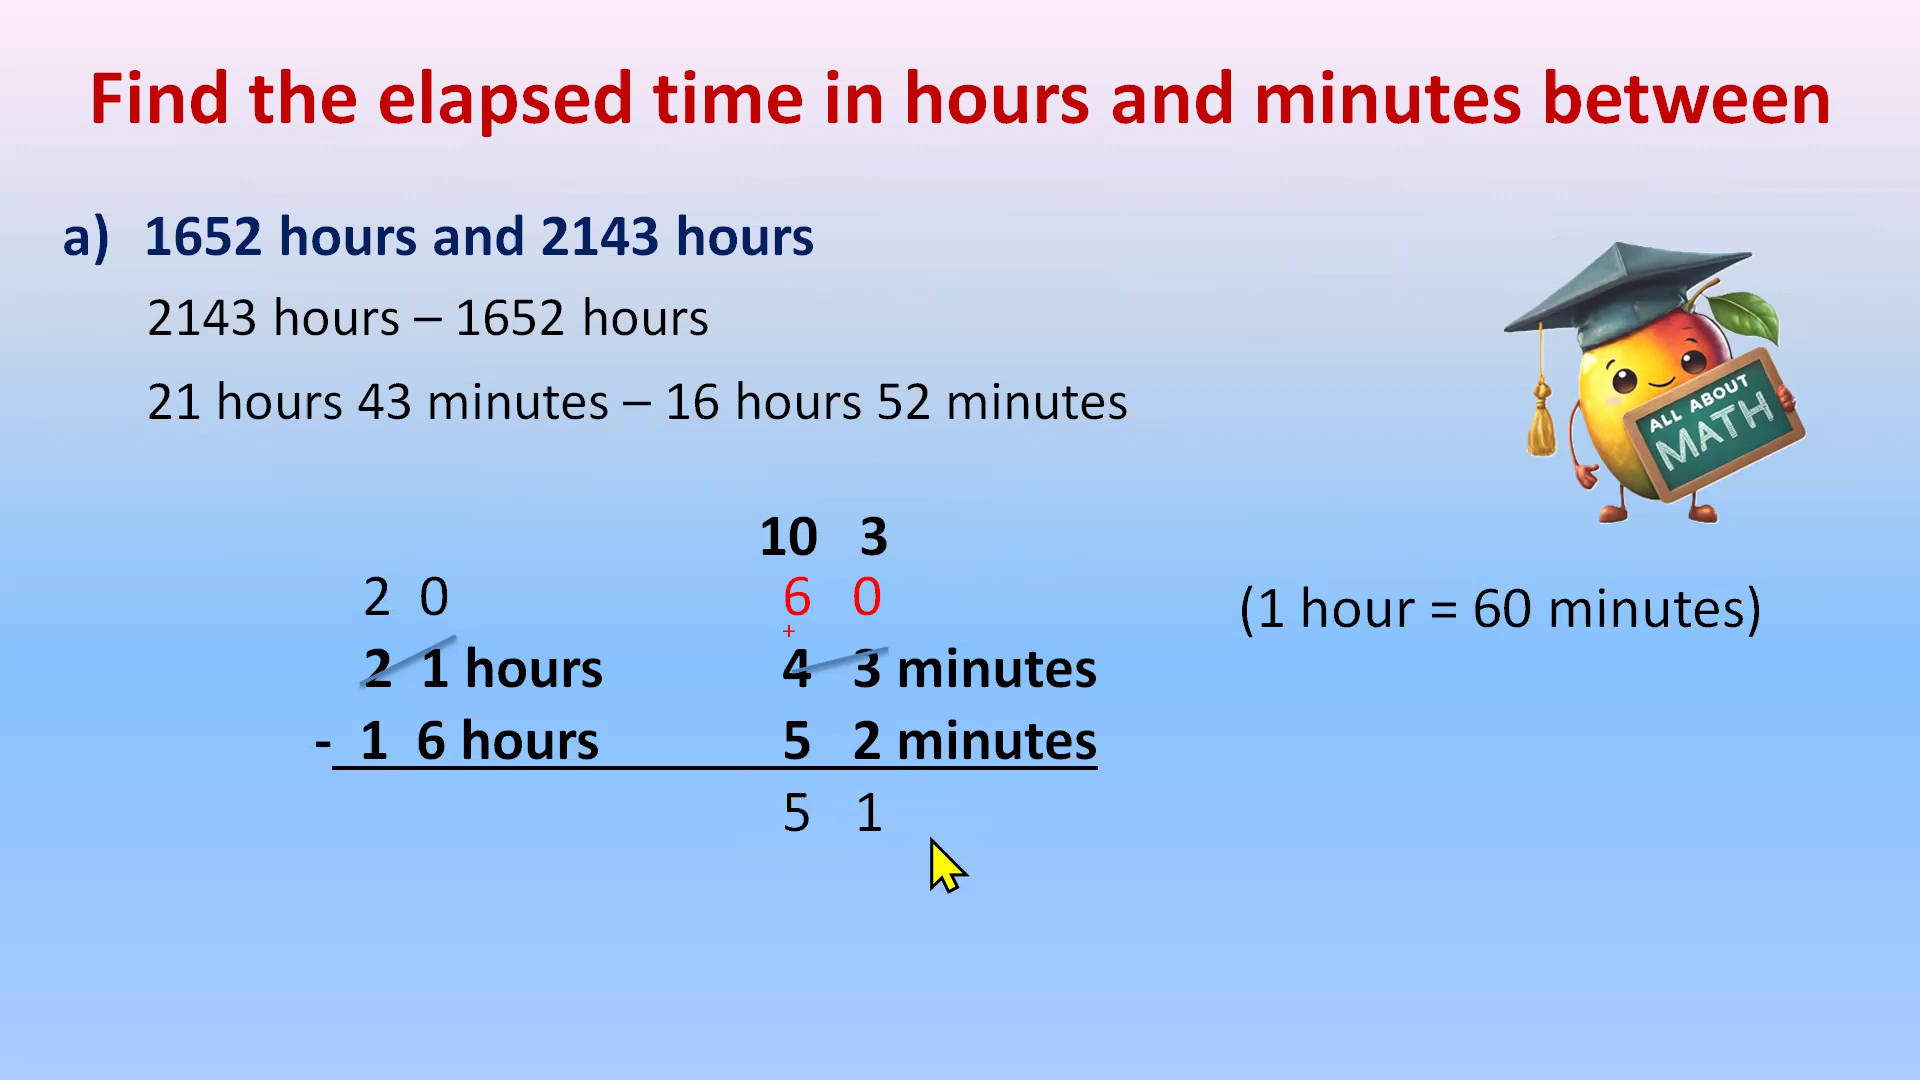 Find the elapsed time in hours and minutes between
a) 1652 hours and 2143 hours
2143 hours – 1652 hours
21 hours 43 minutes – 16 hours 52 minutes
ALL ABOUT
MATH
10 3
2 0 6 0
(1 hour = 60 minutes)
+
2 1 hours 4 3 minutes
- 1 6 hours 5 2 minutes
5 1